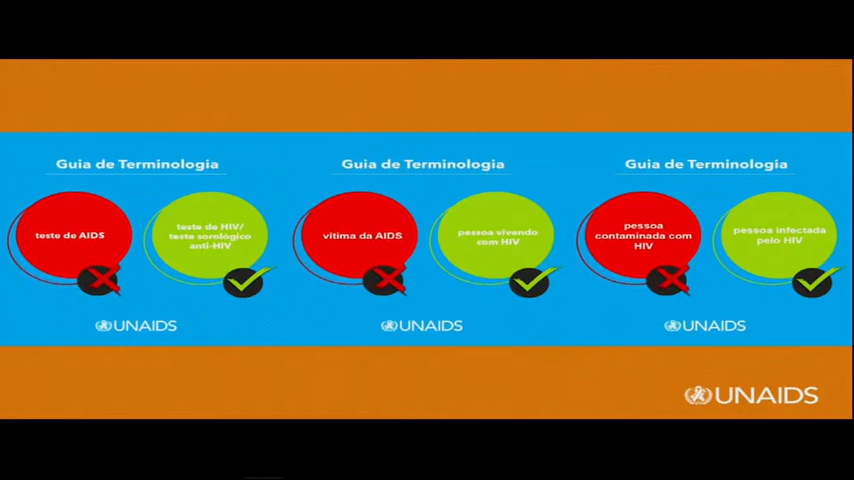 Guia de Terminologia
teste de AIDS
teste de HIV/
teste sorológico
anti-HIV
UNAIDS
Guia de Terminologia
vítima da AIDS
pessoa vivendo
com HIV
UNAIDS
Guia de Terminologia
pessoa
contaminada com
HIV
pessoa infectada
pelo HIV
UNAIDS
UNAIDS